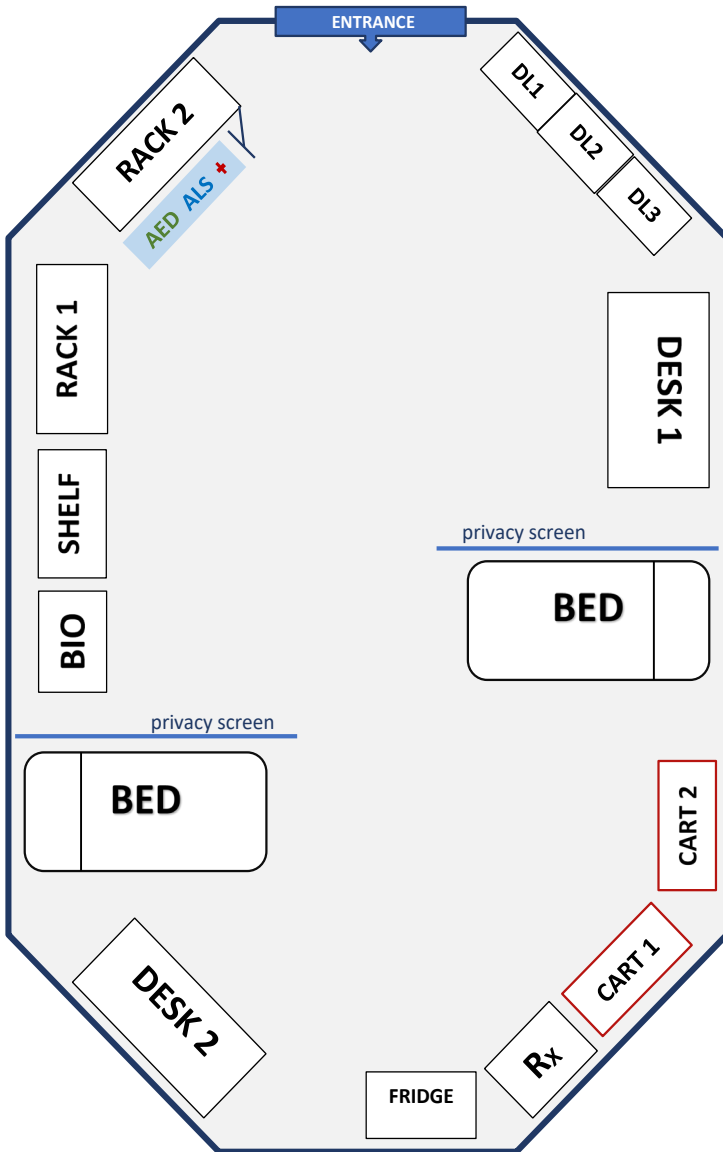 ENTRANCE
RACK 2
AED ALS
DL1
DL2
DL3
RACK 1
DESK 1
SHELF
privacy screen
BED
BIO
privacy screen
BED
CART 2
CART 1
DESK 2
Rx
FRIDGE